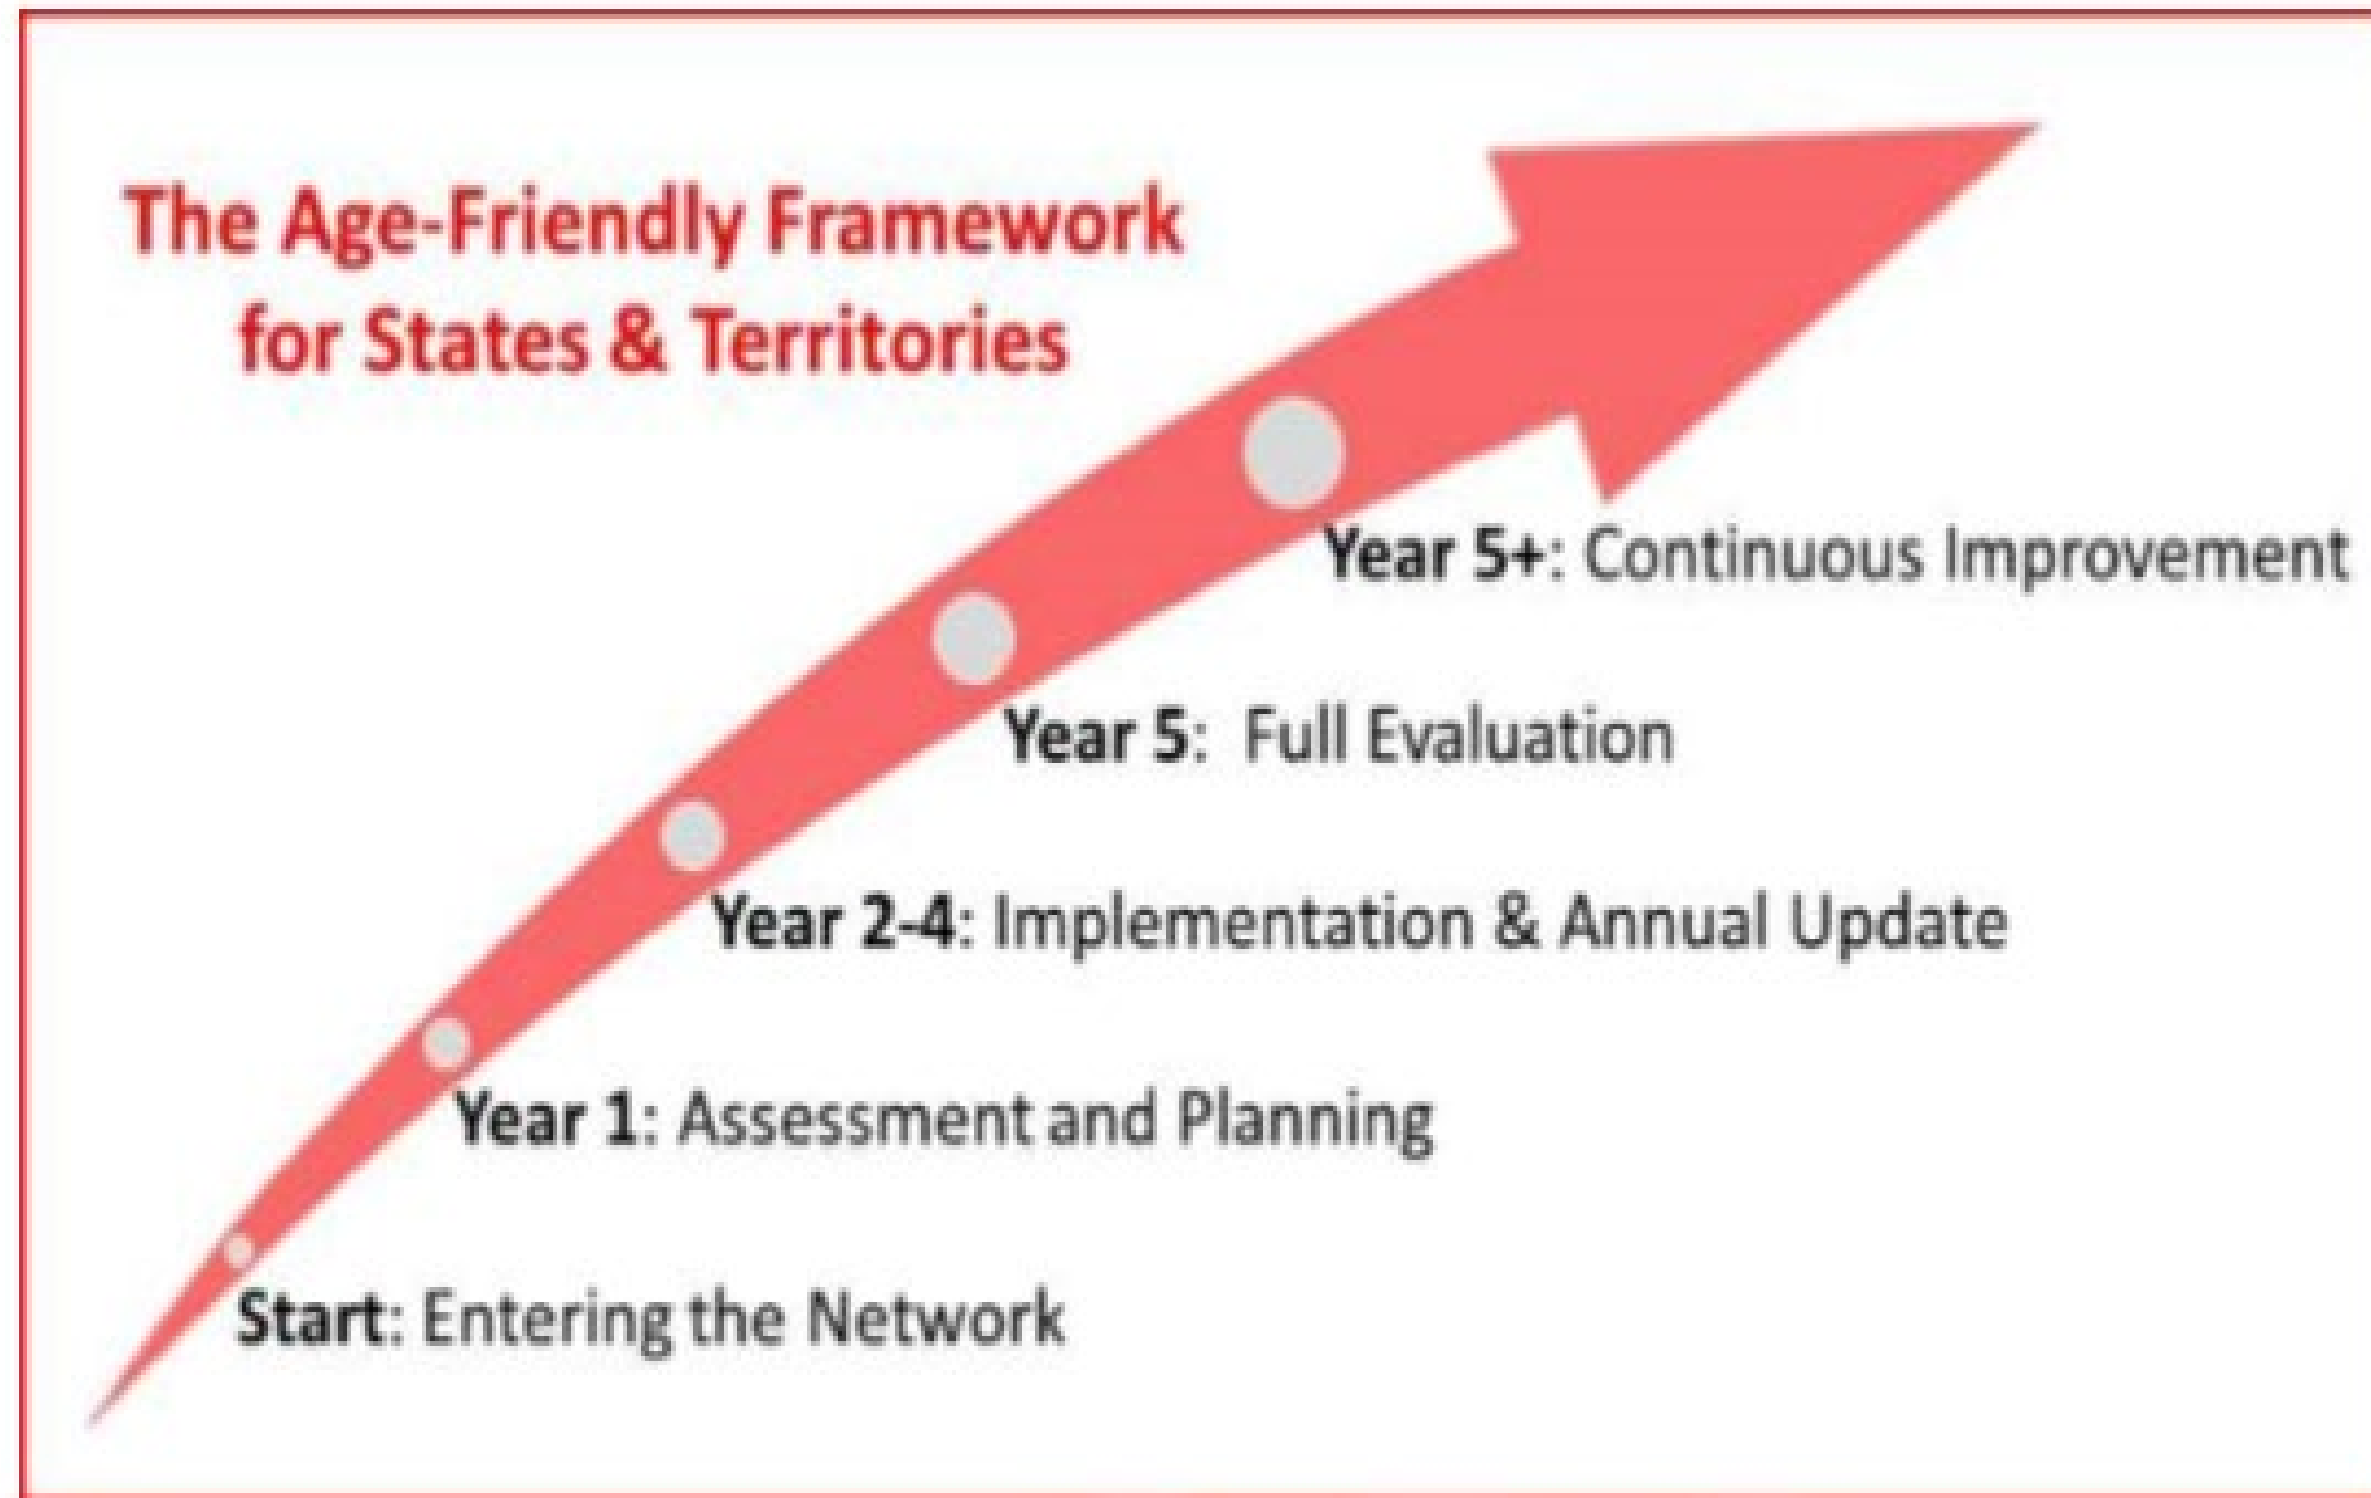 The Age-Friendly Framework
for States & Territories
Year 5+: Continuous Improvement
Year 5:  Full Evaluation
Year 2-4: Implementation & Annual Update
Year 1: Assessment and Planning
Start: Entering the Network